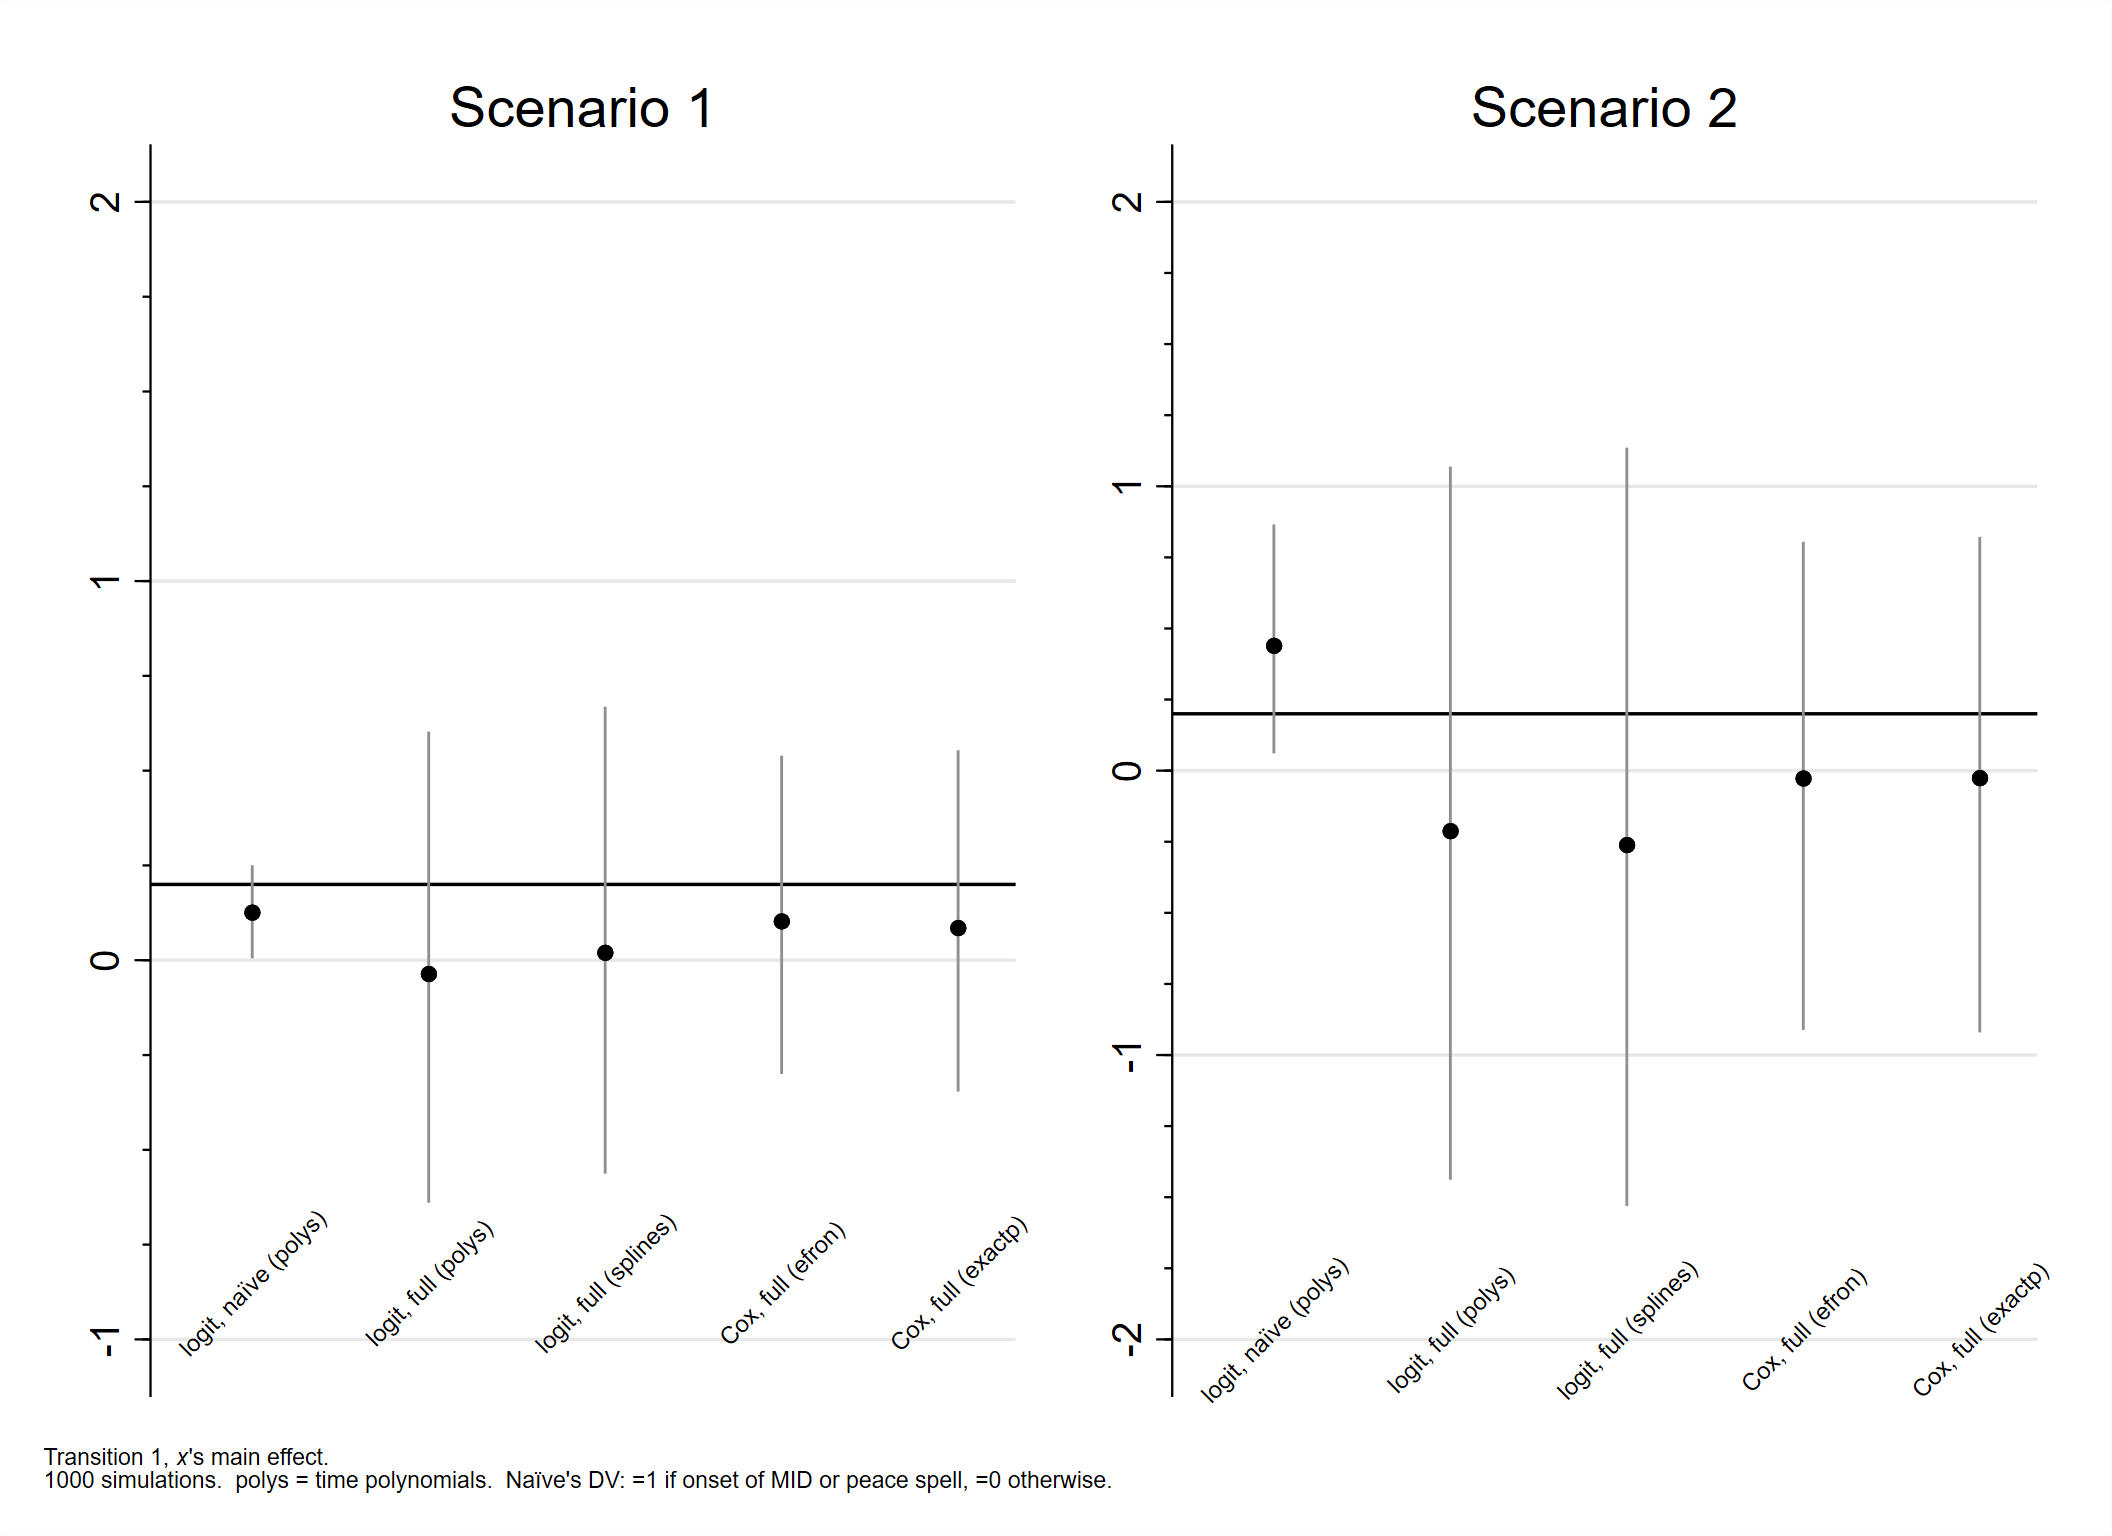 Scenario 1
2
1
0
-1
logit, naïve (polys)
logit, full (polys)
logit, full (splines)
Cox, full (efron)
Cox, full (exactp)
Scenario 2
2
1
0
-1
-2
logit, naïve (polys)
logit, full (polys)
logit, full (splines)
Cox, full (efron)
Cox, full (exactp)
Transition 1, x's main effect.
1000 simulations.  polys = time polynomials.  Naïve's DV: =1 if onset of MID or peace spell, =0 otherwise.